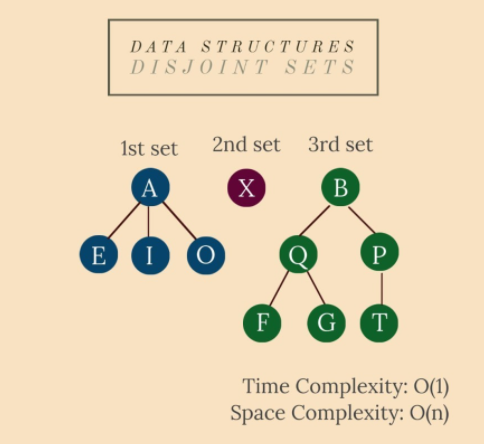 DATA STRUCTURES
DISJOINT SETS
1st set 2nd set 3rd set
A X B
E I O Q P
F G T
Time Complexity: O(1)
Space Complexity: O(n)